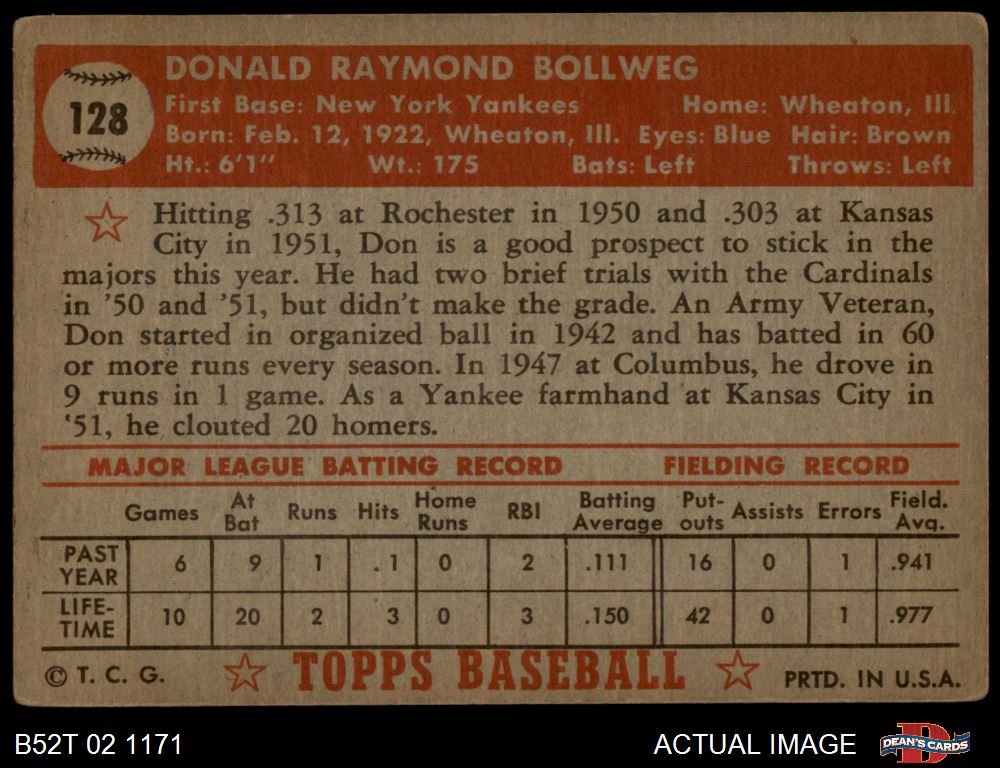 128
DONALD RAYMOND BOLLWEG
First Base: New York Yankees Home: Wheaton, Ill.
Born: Feb. 12, 1922, Wheaton, Ill. Eyes: Blue Hair: Brown
Ht.: 6'1" Wt.: 175 Bats: Left Throws: Left
Hitting .313 at Rochester in 1950 and .303 at Kansas
City in 1951, Don is a good prospect to stick in the
majors this year. He had two brief trials with the Cardinals
in '50 and '51, but didn't make the grade. An Army Veteran,
Don started in organized ball in 1942 and has batted in 60
or more runs every season. In 1947 at Columbus, he drove in
9 runs in 1 game. As a Yankee farmhand at Kansas City in
'51, he clouted 20 homers.
MAJOR LEAGUE BATTING RECORD FIELDING RECORD
Games At Bat Runs Hits Home Runs RBI Batting Average Put-outs Assists Errors Field. Avg.
PAST YEAR 6 9 1 1 0 2 .111 16 0 1 .941
LIFE-TIME 10 20 2 3 0 3 .150 42 0 1 .977
© T. C. G. TOPPS BASEBALL PRTD. IN U.S.A.
B52T 02 1171 ACTUAL IMAGE DEAN'S CARDS